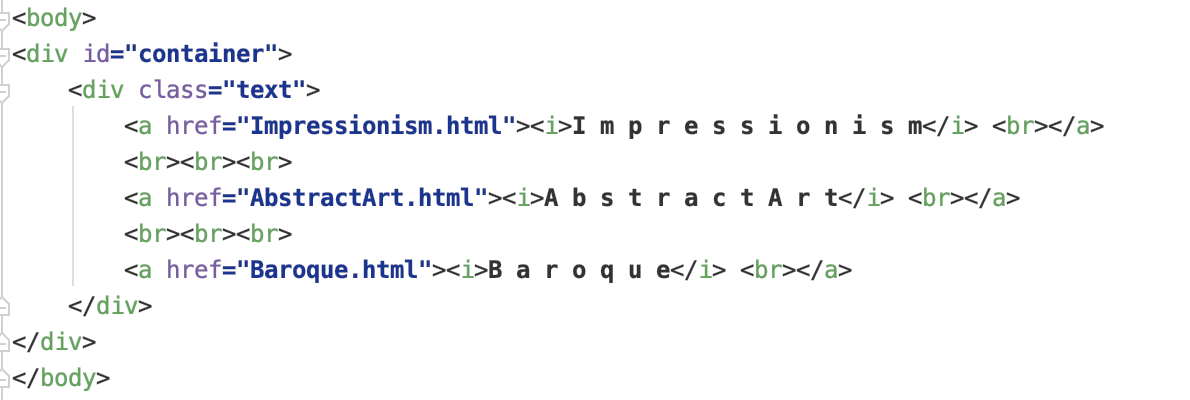 <body>
<div id="container">
<div class="text">
<a href="Impressionism.html"><i>I m p r e s s i o n i s m</i> <br></a>
<br><br><br>
<a href="AbstractArt.html"><i>A b s t r a c t A r t</i> <br></a>
<br><br><br>
<a href="Baroque.html"><i>B a r o q u e</i> <br></a>
</div>
</div>
</body>